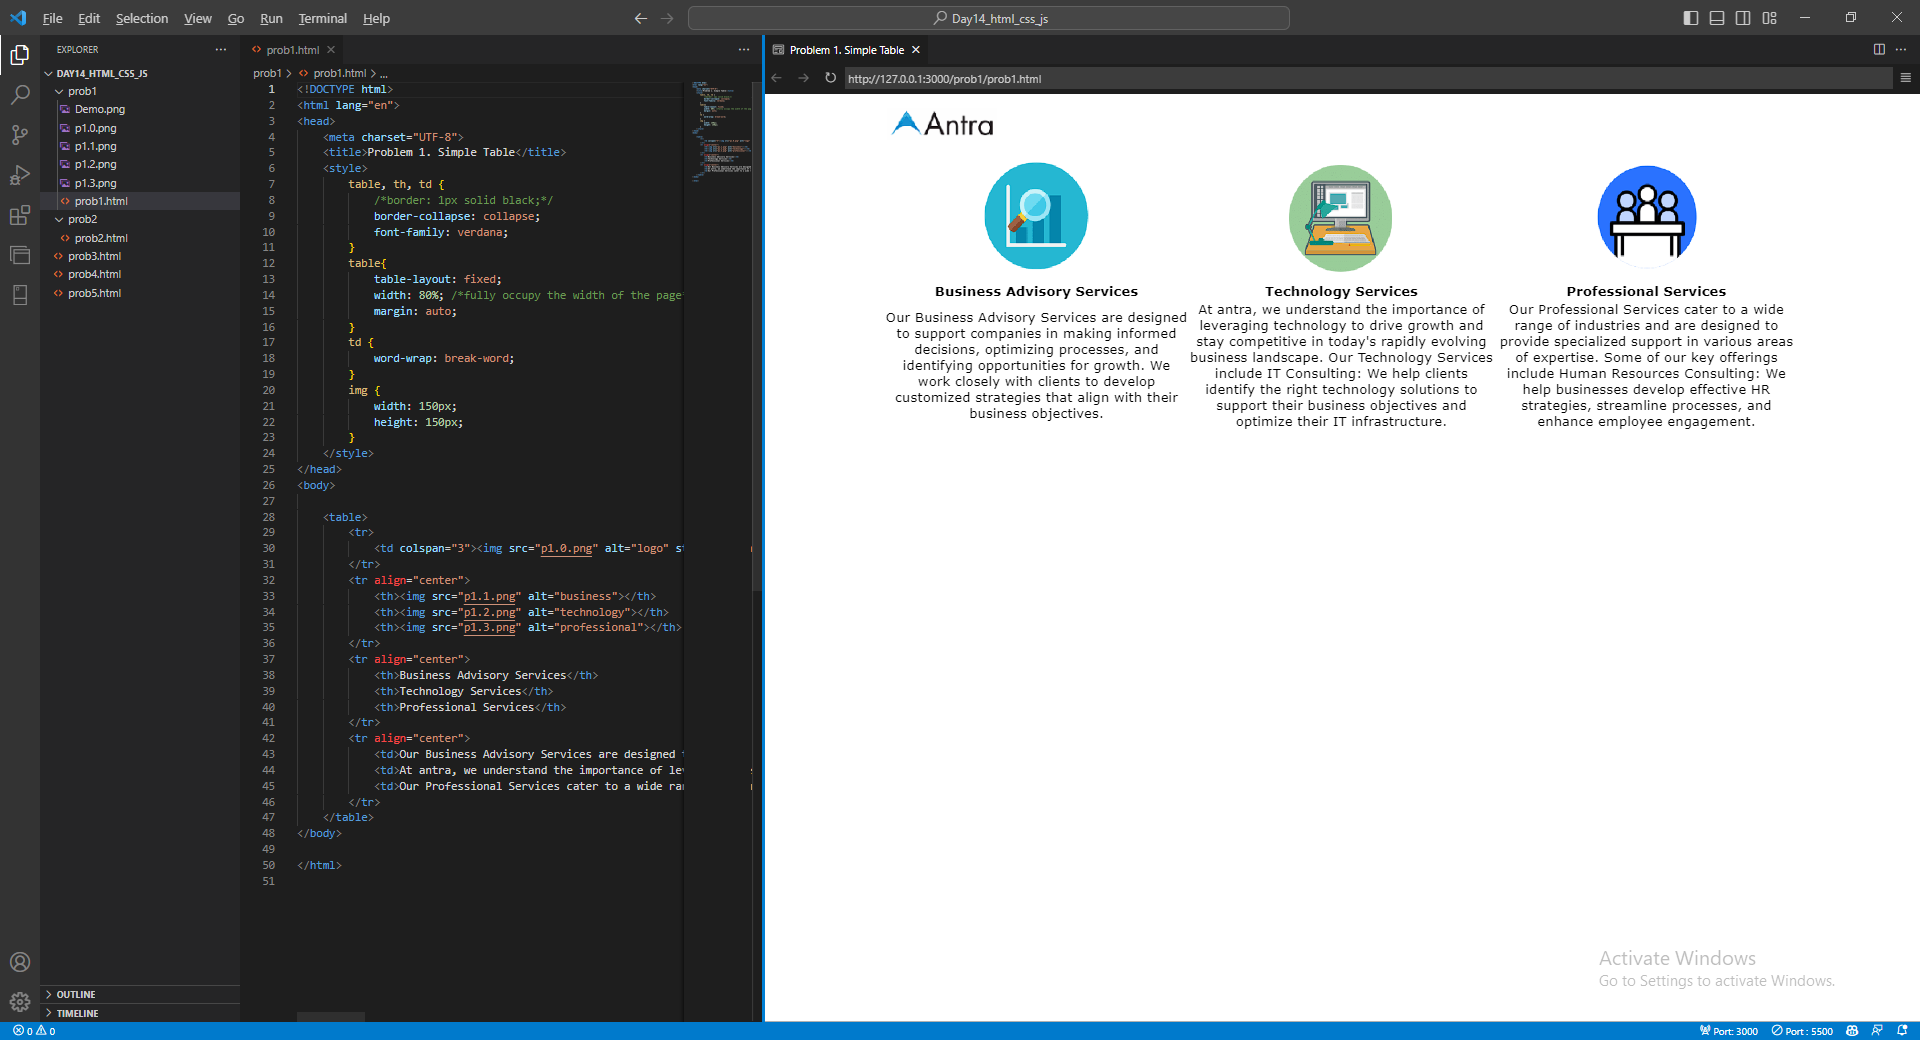 File Edit Selection View Go Run Terminal Help
Day14_html_css_js
EXPLORER
DAY14_HTML_CSS_JS
prob1
Demo.png
p1.0.png
p1.1.png
p1.2.png
p1.3.png
prob1.html
prob2
prob2.html
prob3.html
prob4.html
prob5.html
OUTLINE
TIMELINE
prob1.html
prob1 > prob1.html > ...
1 <!DOCTYPE html>
2 <html lang="en">
3 <head>
4 <meta charset="UTF-8">
5 <title>Problem 1. Simple Table</title>
6 <style>
7 table, th, td {
8 /*border: 1px solid black;*/
9 border-collapse: collapse;
10 font-family: verdana;
11 }
12 table{
13 table-layout: fixed;
14 width: 80%; /*fully occupy the width of the page
15 margin: auto;
16 }
17 td {
18 word-wrap: break-word;
19 }
20 img {
21 width: 150px;
22 height: 150px;
23 }
24 </style>
25 </head>
26 <body>
27
28 <table>
29 <tr>
30 <td colspan="3"><img src="p1.0.png" alt="logo" s
31 </tr>
32 <tr align="center">
33 <th><img src="p1.1.png" alt="business"></th>
34 <th><img src="p1.2.png" alt="technology"></th>
35 <th><img src="p1.3.png" alt="professional"></th>
36 </tr>
37 <tr align="center">
38 <th>Business Advisory Services</th>
39 <th>Technology Services</th>
40 <th>Professional Services</th>
41 </tr>
42 <tr align="center">
43 <td>Our Business Advisory Services are designed
44 <td>At antra, we understand the importance of le
45 <td>Our Professional Services cater to a wide ra
46 </tr>
47 </table>
48 </body>
49
50 </html>
51
Problem 1. Simple Table
http://127.0.0.1:3000/prob1/prob1.html
Antra
Business Advisory Services
Our Business Advisory Services are designed
to support companies in making informed
decisions, optimizing processes, and
identifying opportunities for growth. We
work closely with clients to develop
customized strategies that align with their
business objectives.
Technology Services
At antra, we understand the importance of
leveraging technology to drive growth and
stay competitive in today's rapidly evolving
business landscape. Our Technology Services
include IT Consulting: We help clients
identify the right technology solutions to
support their business objectives and
optimize their IT infrastructure.
Professional Services
Our Professional Services cater to a wide
range of industries and are designed to
provide specialized support in various areas
of expertise. Some of our key offerings
include Human Resources Consulting: We
help businesses develop effective HR
strategies, streamline processes, and
enhance employee engagement.
Activate Windows
Go to Settings to activate Windows.
0 0
Port: 3000 Port : 5500